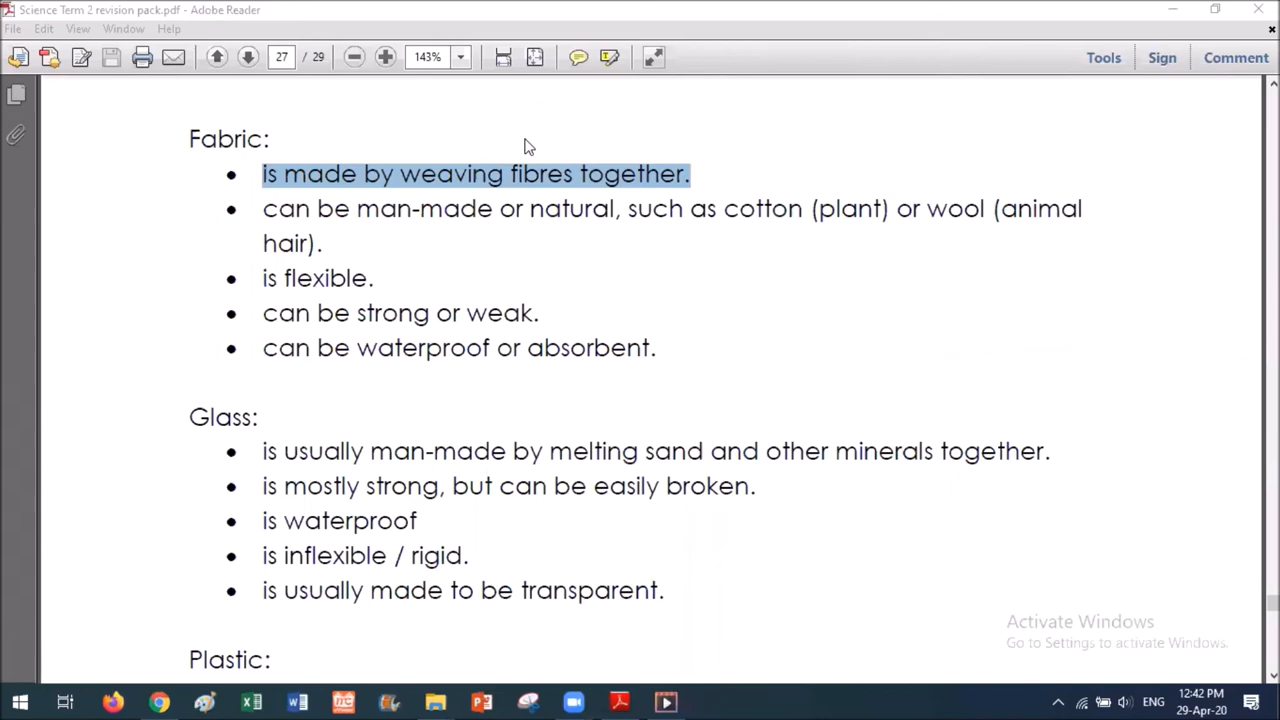 Science Term 2 revision pack.pdf - Adobe Reader
File Edit View Window Help
27 / 29 143% Tools Sign Comment
Fabric:
• is made by weaving fibres together.
• can be man-made or natural, such as cotton (plant) or wool (animal
hair).
• is flexible.
• can be strong or weak.
• can be waterproof or absorbent.
Glass:
• is usually man-made by melting sand and other minerals together.
• is mostly strong, but can be easily broken.
• is waterproof
• is inflexible / rigid.
• is usually made to be transparent.
Activate Windows
Go to Settings to activate Windows.
Plastic:
ENG 12:42 PM
29-Apr-20